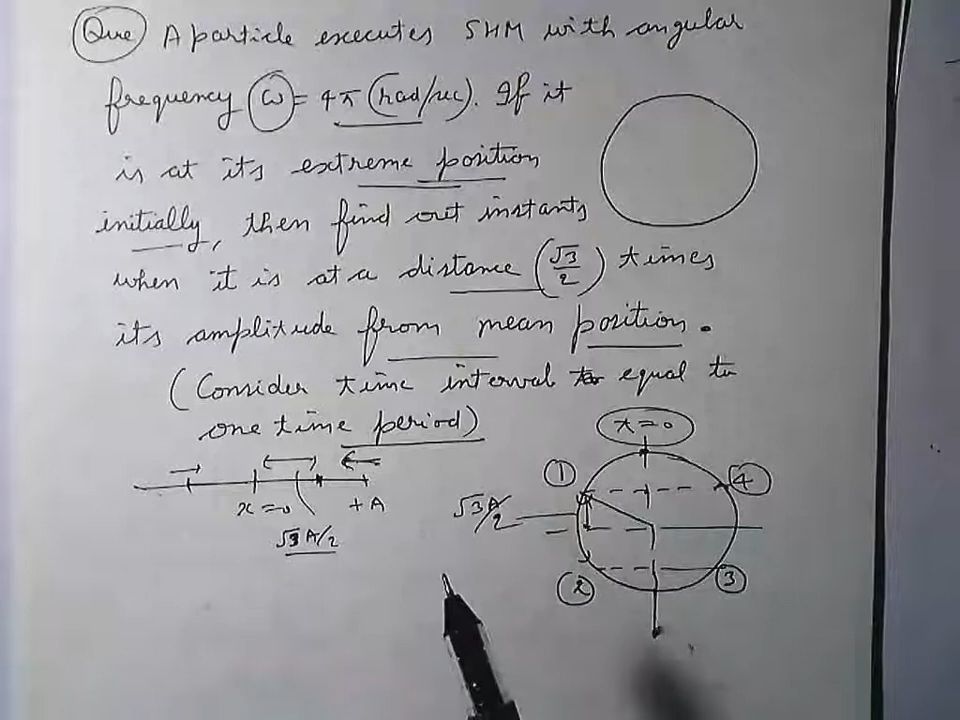 Que A particle executes SHM with angular
frequency ω = 4π (rad/sec). If it
is at its extreme position
initially, then find out instants
when it is at a distance (√3/2) times
its amplitude from mean position.
(Consider time interval to equal to
one time period)
t=0
1
4
x=0
+A
√3A/2
√3A/2
2
3